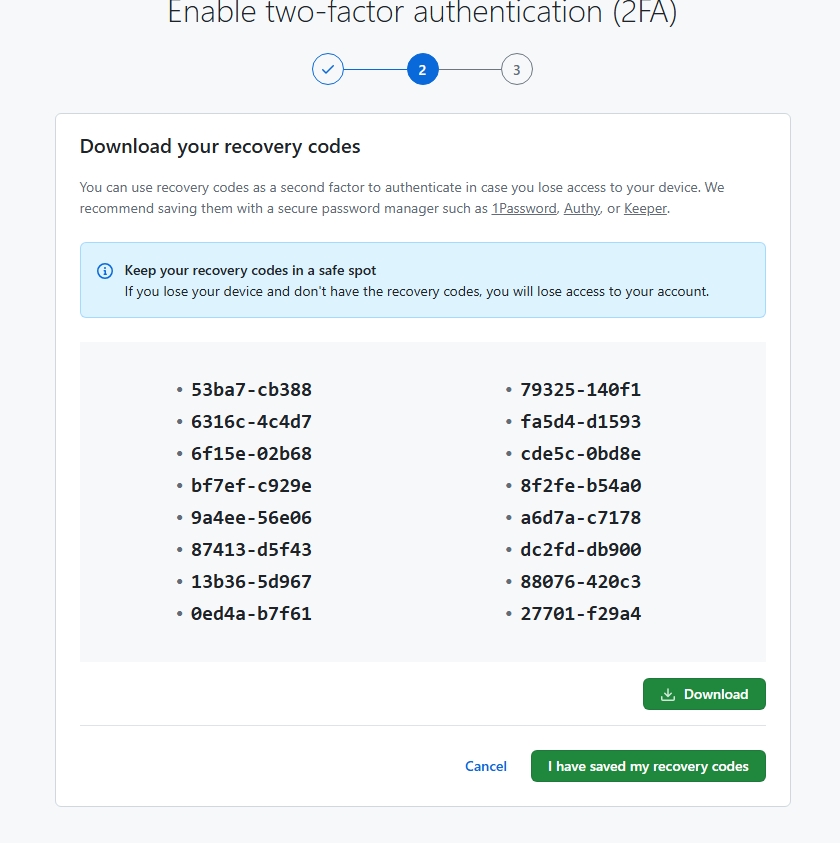 Enable two-factor authentication (2FA)
2
3
Download your recovery codes
You can use recovery codes as a second factor to authenticate in case you lose access to your device. We
recommend saving them with a secure password manager such as 1Password, Authy, or Keeper.
Keep your recovery codes in a safe spot
If you lose your device and don't have the recovery codes, you will lose access to your account.
• 53ba7-cb388
• 6316c-4c4d7
• 6f15e-02b68
• bf7ef-c929e
• 9a4ee-56e06
• 87413-d5f43
• 13b36-5d967
• 0ed4a-b7f61
• 79325-140f1
• fa5d4-d1593
• cde5c-0bd8e
• 8f2fe-b54a0
• a6d7a-c7178
• dc2fd-db900
• 88076-420c3
• 27701-f29a4
Download
Cancel
I have saved my recovery codes